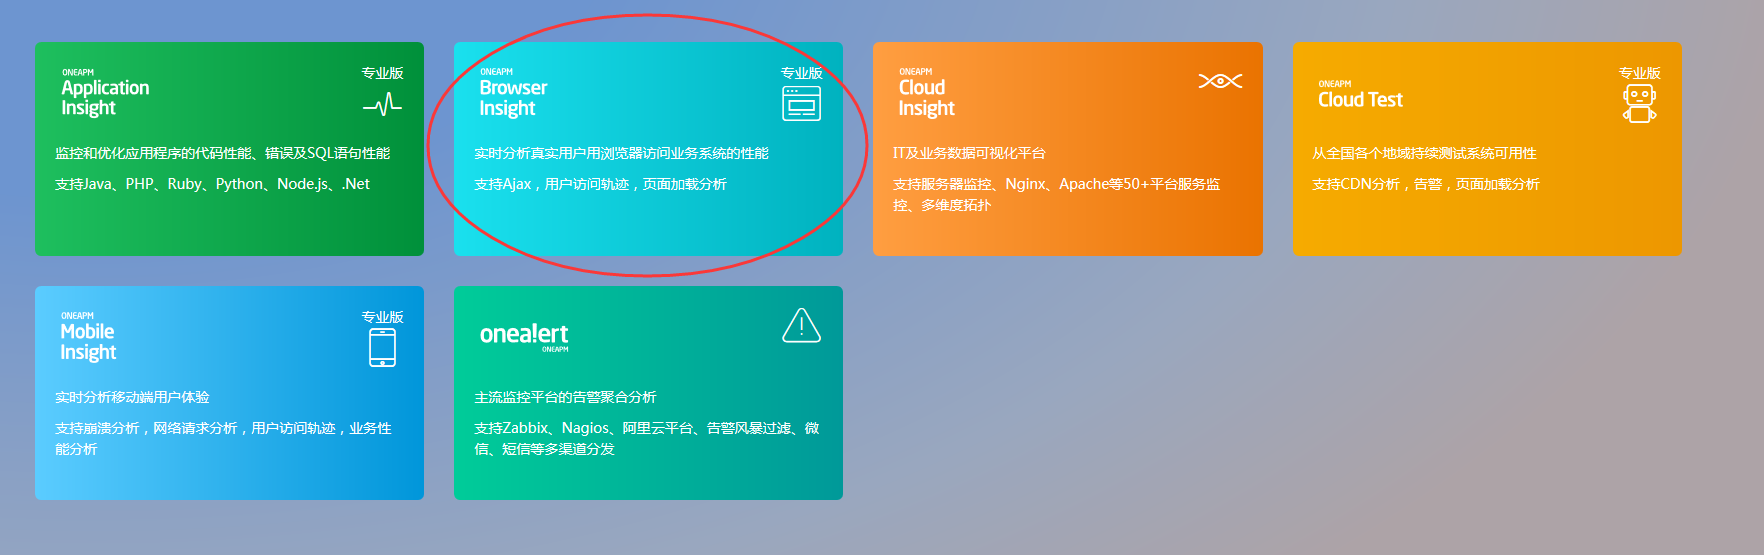 ONEAPM
Application
Insight
专业版
监控和优化应用程序的代码性能、错误及SQL语句性能
支持Java、PHP、Ruby、Python、Node.js、.Net
ONEAPM
Browser
Insight
专业版
实时分析真实用户用浏览器访问业务系统的性能
支持Ajax，用户访问轨迹，页面加载分析
ONEAPM
Cloud
Insight
IT及业务数据可视化平台
支持服务器监控、Nginx、Apache等50+平台服务监
控、多维度拓扑
ONEAPM
Cloud Test
专业版
从全国各个地域持续测试系统可用性
支持CDN分析，告警，页面加载分析
ONEAPM
Mobile
Insight
专业版
实时分析移动端用户体验
支持崩溃分析，网络请求分析，用户访问轨迹，业务性
能分析
onea!ert
ONEAPM
主流监控平台的告警聚合分析
支持Zabbix、Nagios、阿里云平台、告警风暴过滤、微
信、短信等多渠道分发